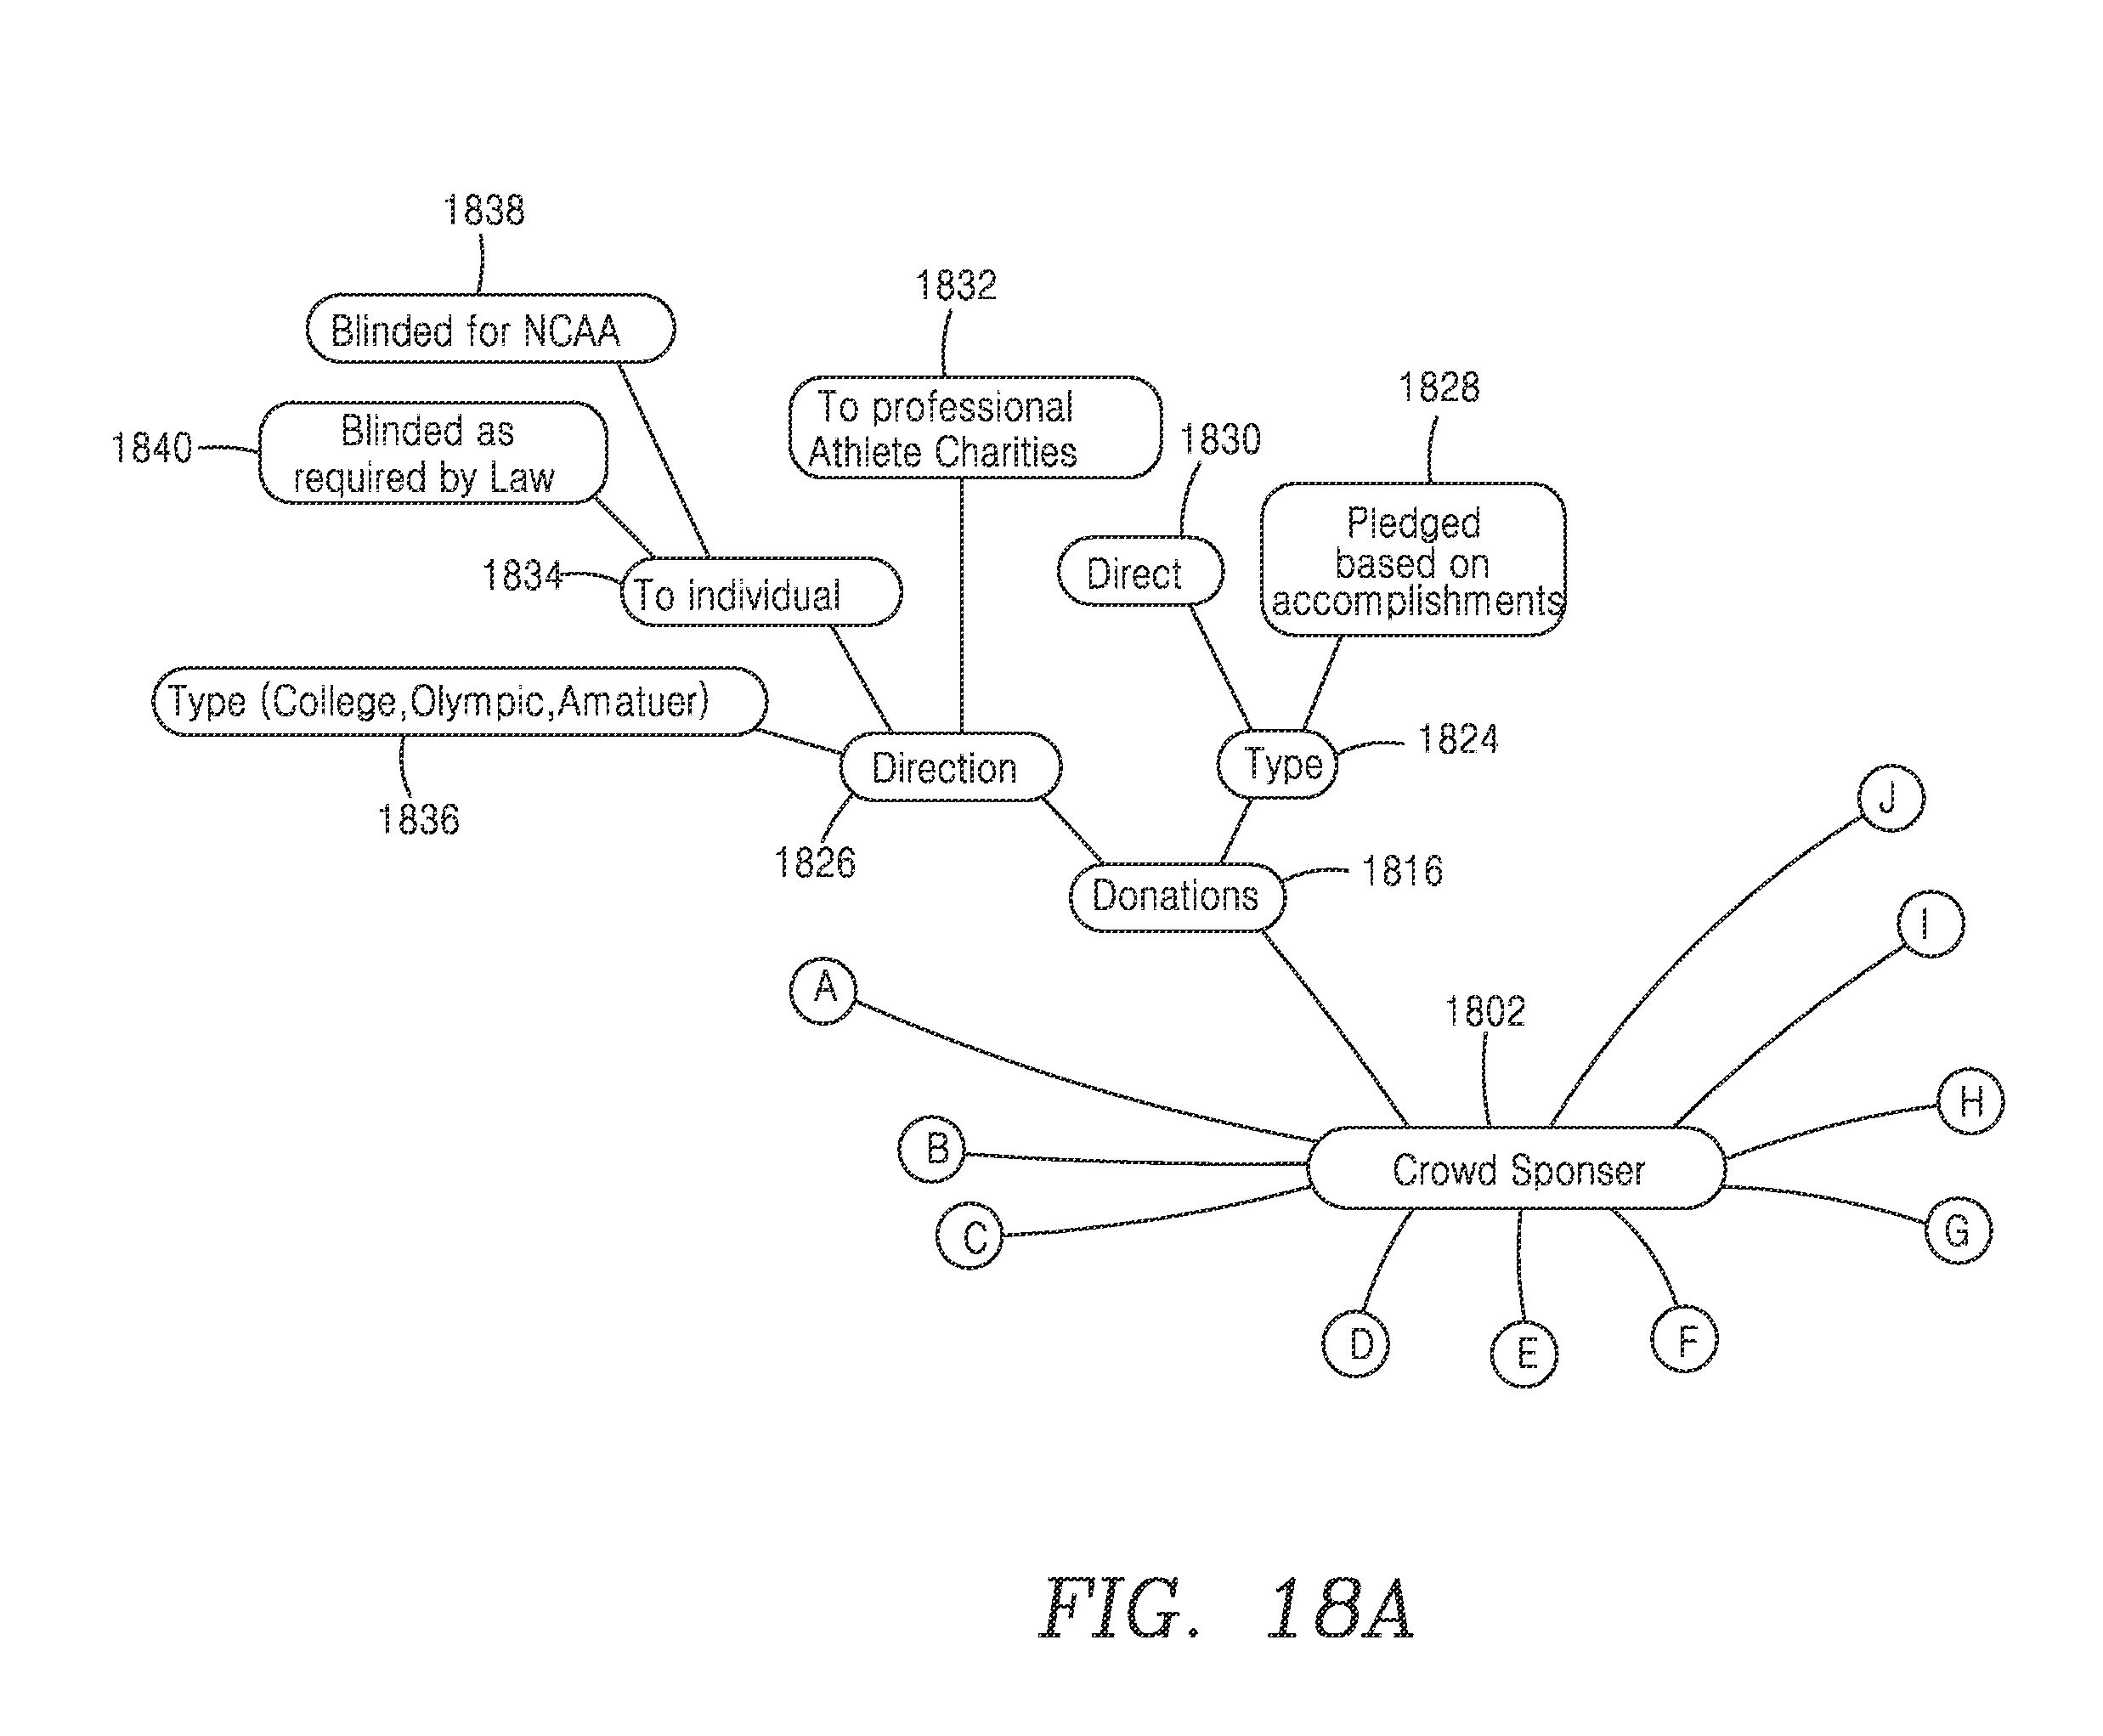 1838
Blinded for NCAA
1832
To professional
Athlete Charities
1840
Blinded as
required by Law
1828
1830
Pledged
based on
accomplishments
Direct
1834
To individual
Type (College,Olympic,Amatuer)
1836
Direction
1826
Type
1824
Donations
1816
J
I
A
1802
H
B
Crowd Sponser
C
G
D
E
F
FIG. 18A